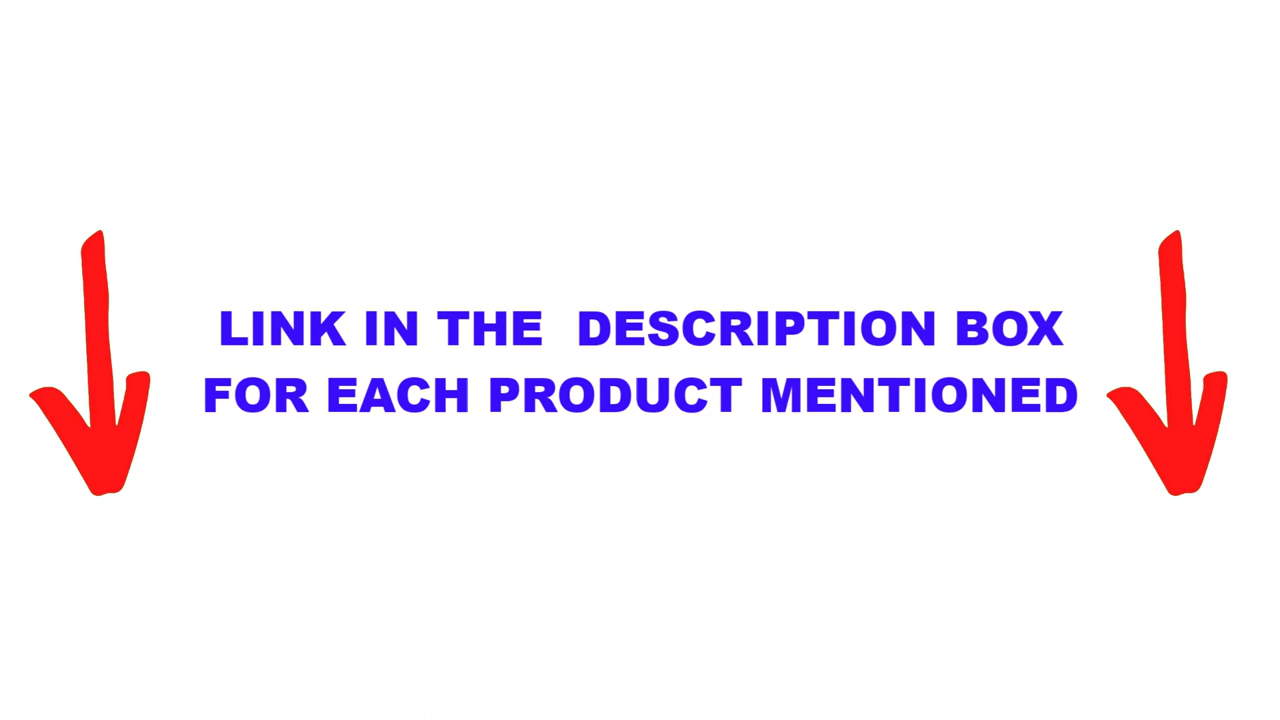 LINK IN THE  DESCRIPTION BOX
FOR EACH PRODUCT MENTIONED